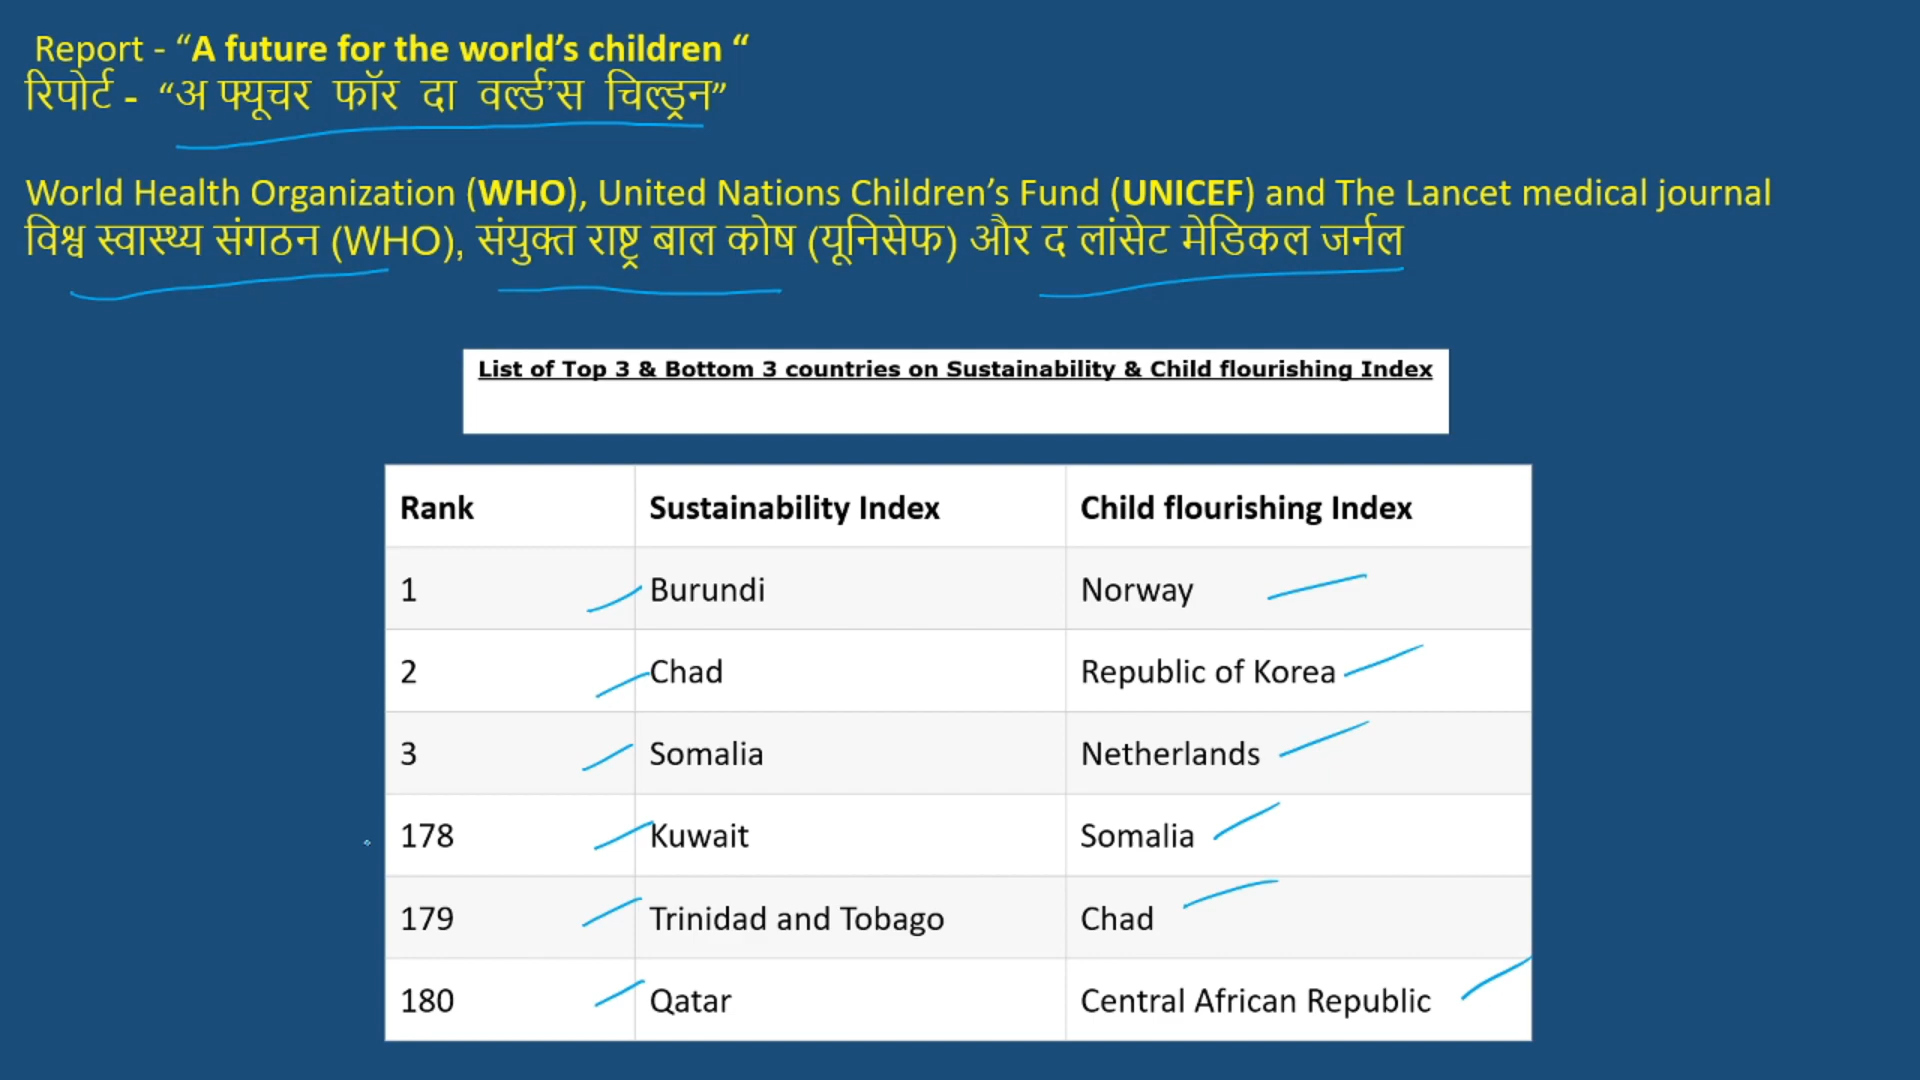 Report - “A future for the world’s children “
रिपोर्ट - “अ फ्यूचर फॉर दा वर्ल्ड’स चिल्ड्रन”
World Health Organization (WHO), United Nations Children’s Fund (UNICEF) and The Lancet medical journal
विश्व स्वास्थ्य संगठन (WHO), संयुक्त राष्ट्र बाल कोष (यूनिसेफ) और द लांसेट मेडिकल जर्नल
List of Top 3 & Bottom 3 countries on Sustainability & Child flourishing Index
Rank Sustainability Index Child flourishing Index
1 Burundi Norway
2 Chad Republic of Korea
3 Somalia Netherlands
178 Kuwait Somalia
179 Trinidad and Tobago Chad
180 Qatar Central African Republic